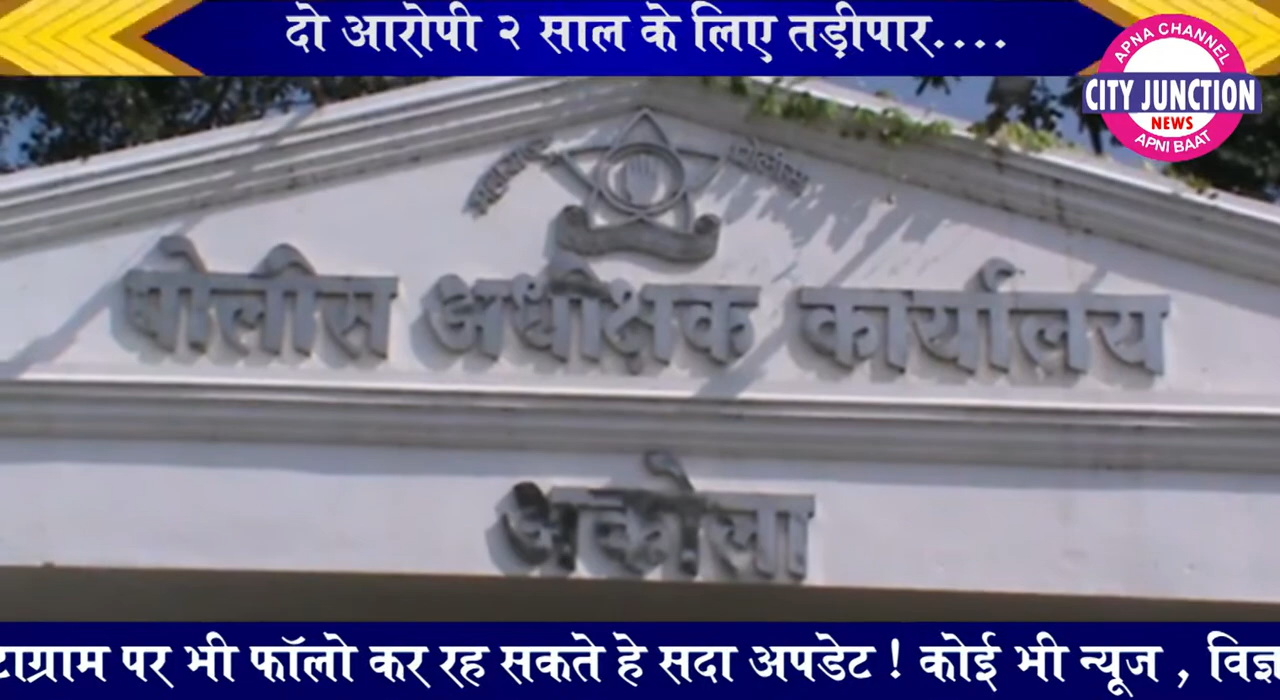 दो आरोपी २ साल के लिए तड़ीपार....
APNA CHANNEL
CITY JUNCTION
NEWS
APNI BAAT
महाराष्ट्र पोलीस
पोलीस अधीक्षक कार्यालय
अकोला
टाग्राम पर भी फॉलो कर रह सकते हे सदा अपडेट ! कोई भी न्यूज , विज्ञ